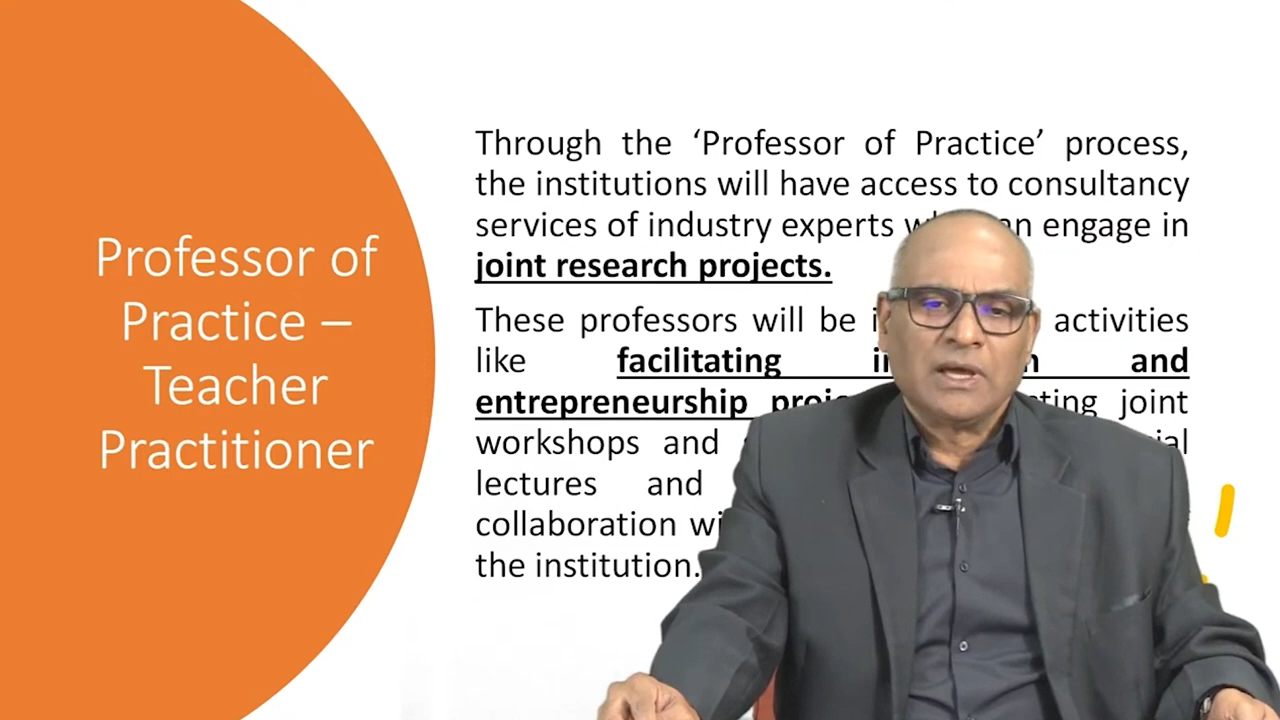 Professor of
Practice –
Teacher
Practitioner
Through the ‘Professor of Practice’ process,
the institutions will have access to consultancy
services of industry experts engage in
joint research projects.
These professors will be activities
like facilitating and
entrepreneurship joint
workshops and
lectures and
collaboration
the institution.